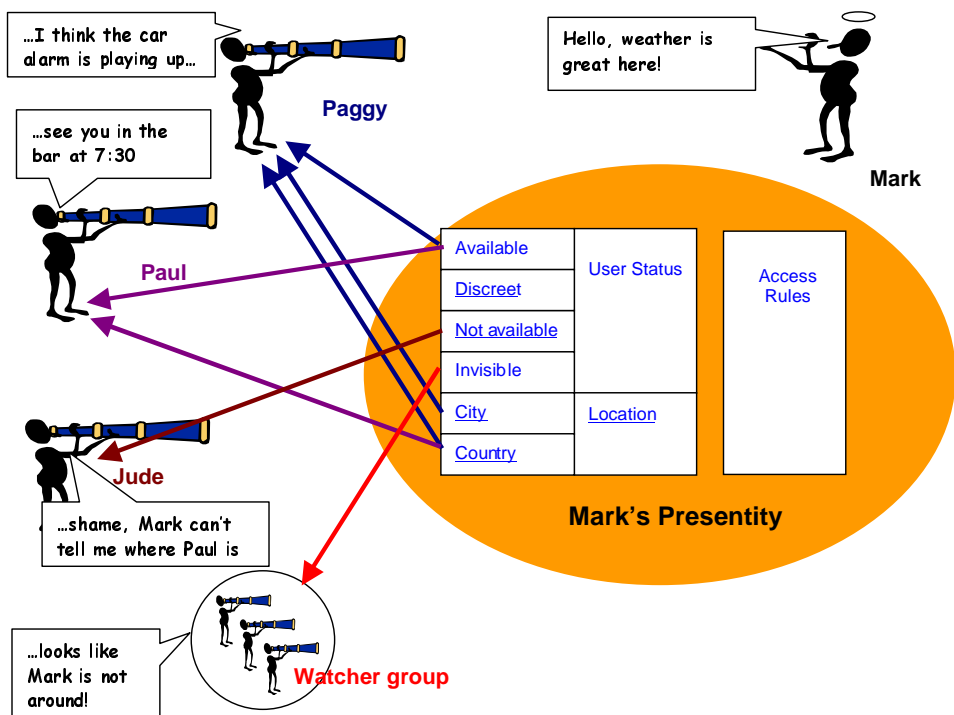 …I think the car
alarm is playing up…
Hello, weather is
great here!
Paggy
…see you in the
bar at 7:30
Mark
Paul
Available
User Status
Access
Rules
Discreet
Not available
Invisible
City
Location
Country
Jude
Mark's Presentity
…shame, Mark can't
tell me where Paul is
…looks like
Mark is not
around!
Watcher group